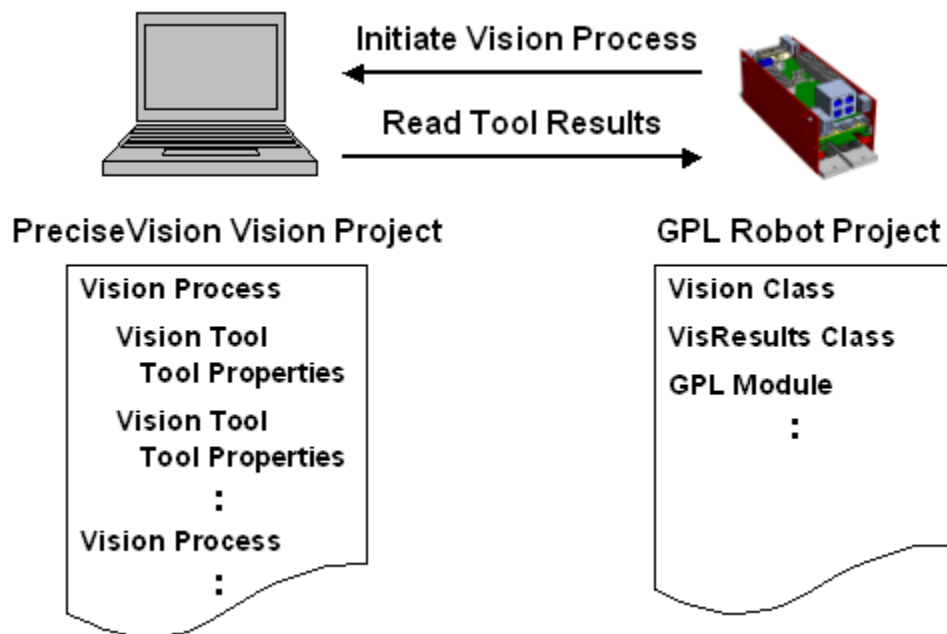 Initiate Vision Process
Read Tool Results
PreciseVision Vision Project
Vision Process
Vision Tool
Tool Properties
Vision Tool
Tool Properties
:
Vision Process
:
GPL Robot Project
Vision Class
VisResults Class
GPL Module
: